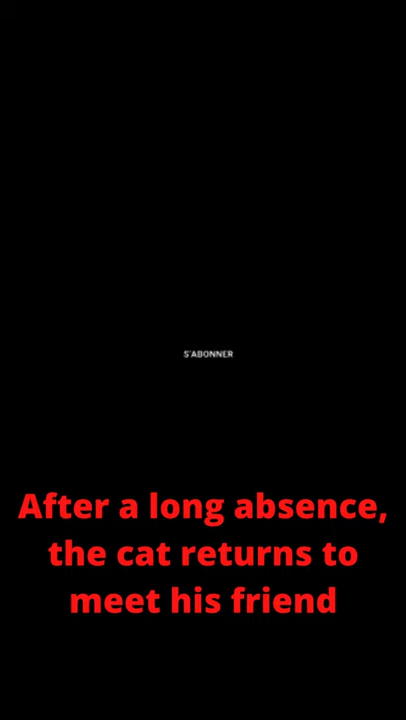 S'ABONNER
After a long absence,
the cat returns to
meet his friend